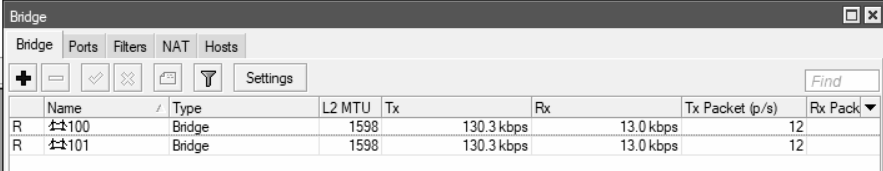 Bridge
Bridge Ports Filters NAT Hosts
Settings Find
Name Type L2 MTU Tx Rx Tx Packet (p/s) Rx Pack
R 100 Bridge 1598 130.3 kbps 13.0 kbps 12
R 101 Bridge 1598 130.3 kbps 13.0 kbps 12